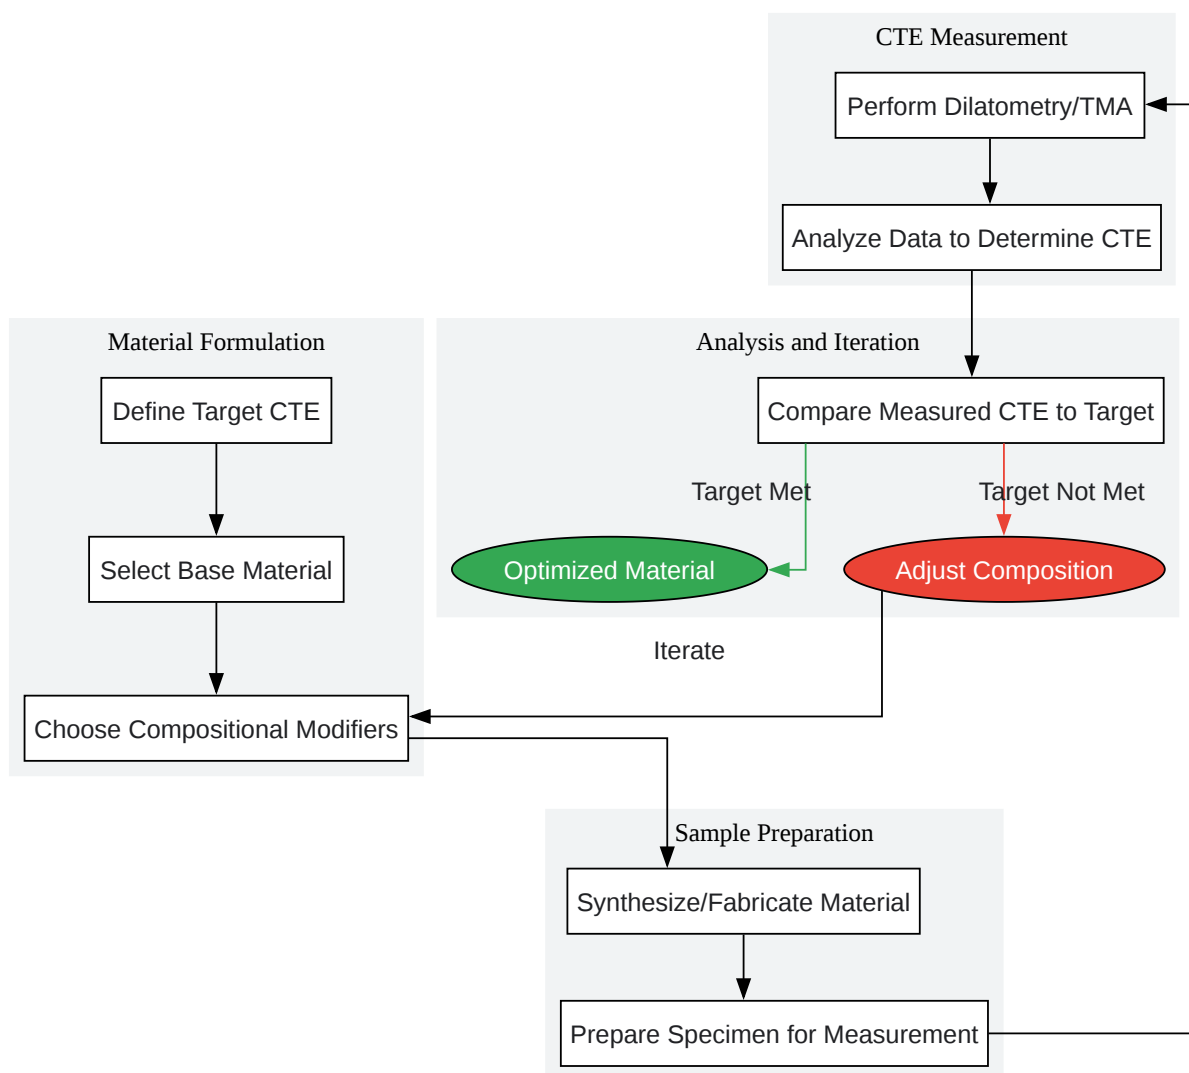 CTE Measurement
Perform Dilatometry/TMA
Analyze Data to Determine CTE
Material Formulation
Define Target CTE
Select Base Material
Choose Compositional Modifiers
Analysis and Iteration
Compare Measured CTE to Target
Target Met
Target Not Met
Optimized Material
Adjust Composition
Iterate
Sample Preparation
Synthesize/Fabricate Material
Prepare Specimen for Measurement